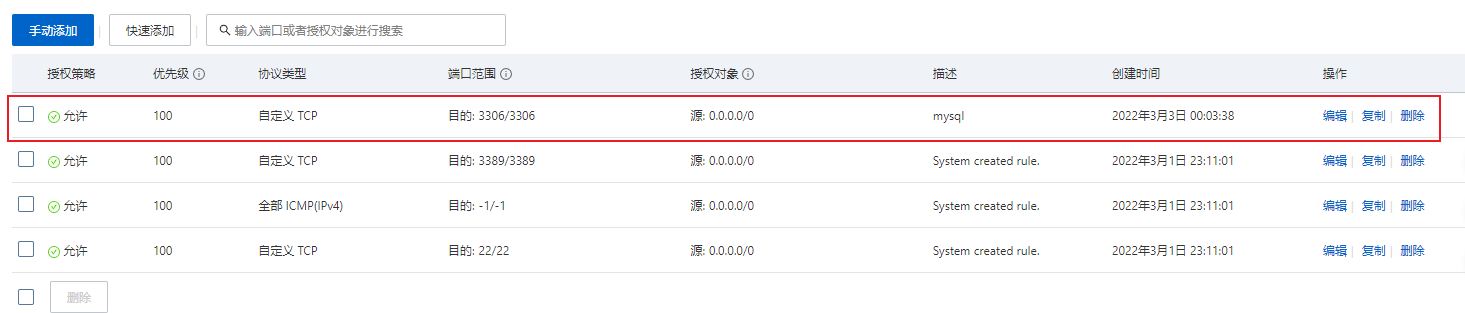 手动添加 快速添加 输入端口或者授权对象进行搜索
授权策略 优先级 协议类型 端口范围 授权对象 描述 创建时间 操作
允许 100 自定义 TCP 目的: 3306/3306 源: 0.0.0.0/0 mysql 2022年3月3日 00:03:38 编辑 复制 删除
允许 100 自定义 TCP 目的: 3389/3389 源: 0.0.0.0/0 System created rule. 2022年3月1日 23:11:01 编辑 复制 删除
允许 100 全部 ICMP(IPv4) 目的: -1/-1 源: 0.0.0.0/0 System created rule. 2022年3月1日 23:11:01 编辑 复制 删除
允许 100 自定义 TCP 目的: 22/22 源: 0.0.0.0/0 System created rule. 2022年3月1日 23:11:01 编辑 复制 删除
删除